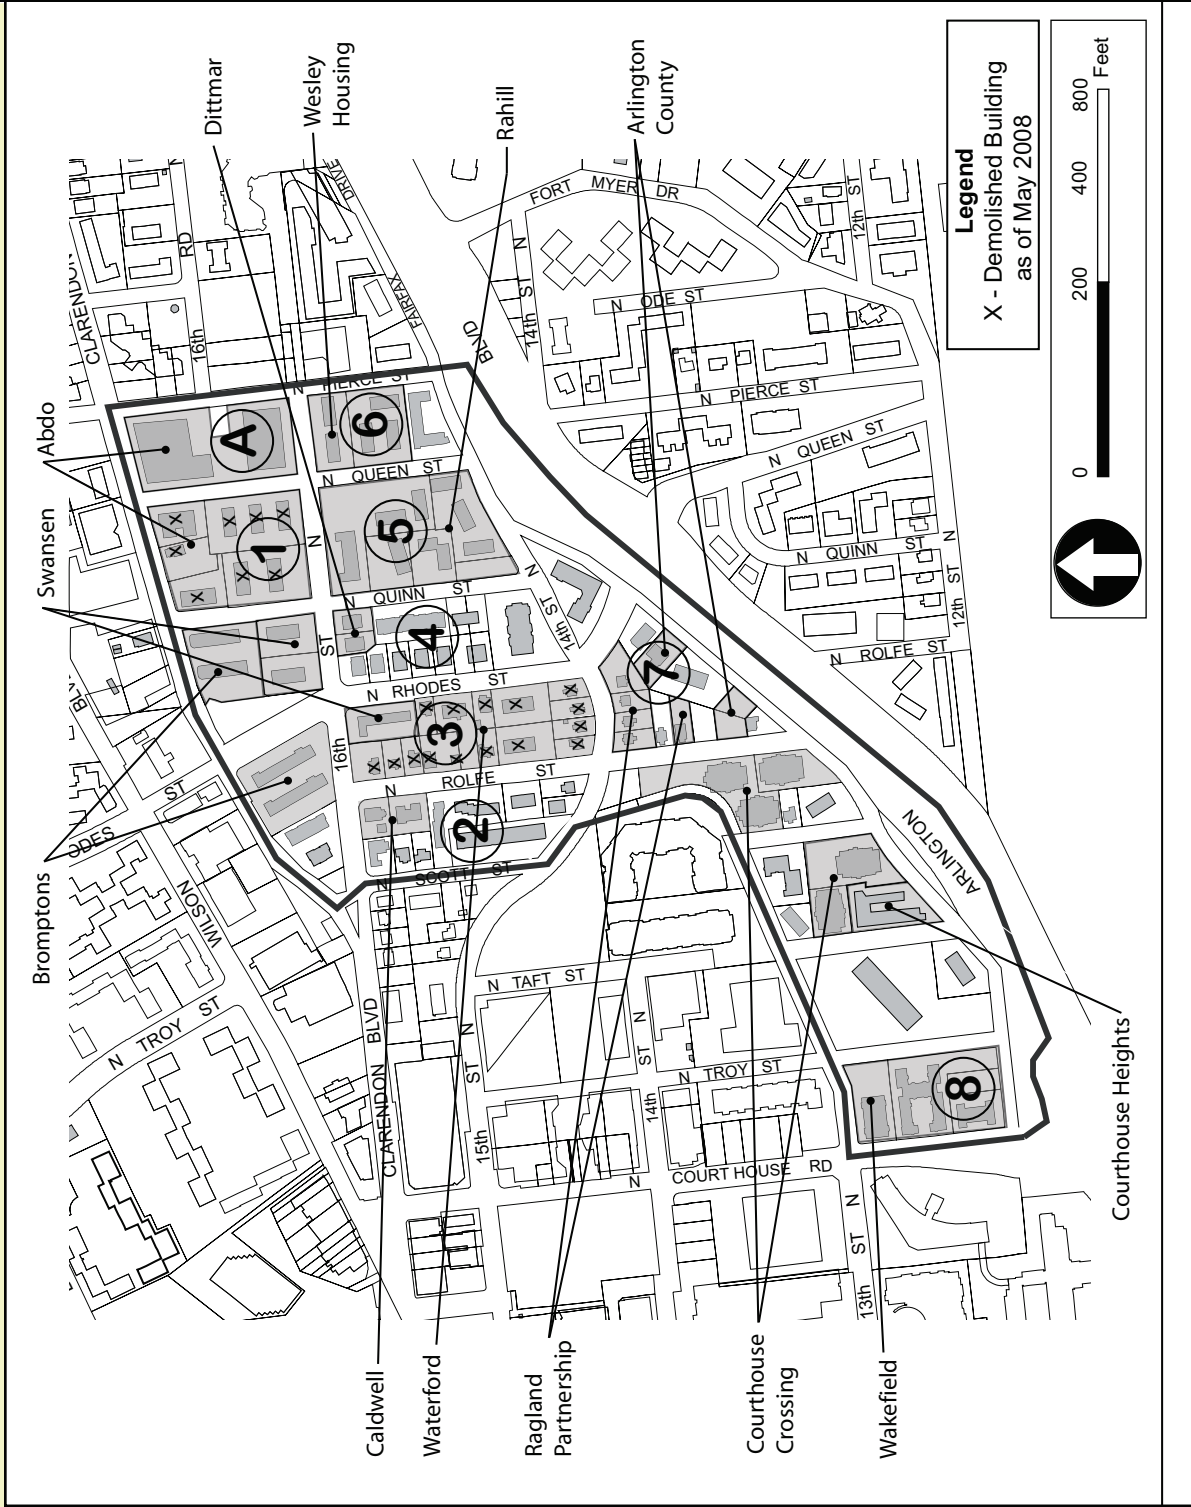 Bromptons
Swansen
Abdo
Dittmar
Wesley
Housing
Rahill
Arlington
County
Caldwell
Waterford
Ragland
Partnership
Courthouse
Crossing
Wakefield
Courthouse Heights
Legend
X - Demolished Building
as of May 2008
0 200 400 800
Feet
CLARENDON
RD
16th
N PIERCE ST
FAIRFAX
DRIVE
BLVD
14th ST N
FORT MYER DR
N ODE ST
N PIERCE ST
N QUEEN ST
N QUINN ST
12th ST
12th ST N
N ROLFE ST
N QUEEN ST
N QUINN ST
14th ST N
N RHODES ST
16th ST N
N ROLFE ST
N SCOTT ST
ODES ST
WILSON
BLV
N TROY ST
CLARENDON BLVD
15th ST N
N TAFT ST
14th ST N
N TROY ST
N COURT HOUSE RD
13th ST N
ARLINGTON
A
1
2
3
4
5
6
7
8
X X X X X X X X
X X X X X X X X X X X X X X X X